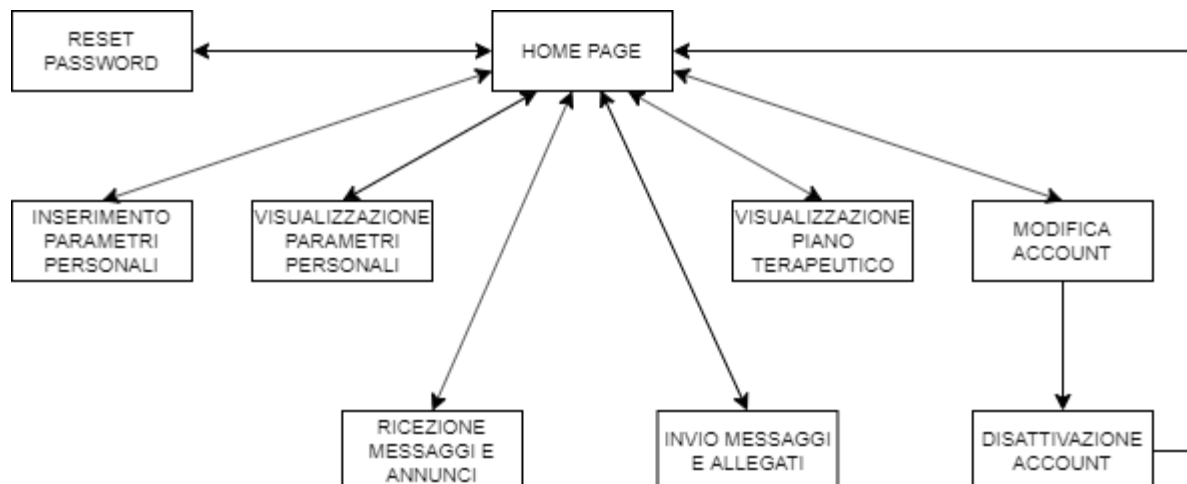 RESET
PASSWORD
HOME PAGE
INSERIMENTO
PARAMETRI
PERSONALI
VISUALIZZAZIONE
PARAMETRI
PERSONALI
VISUALIZZAZIONE
PIANO
TERAPEUTICO
MODIFICA
ACCOUNT
RICEZIONE
MESSAGGI E
ANNUNCI
INVIO MESSAGGI
E ALLEGATI
DISATTIVAZIONE
ACCOUNT